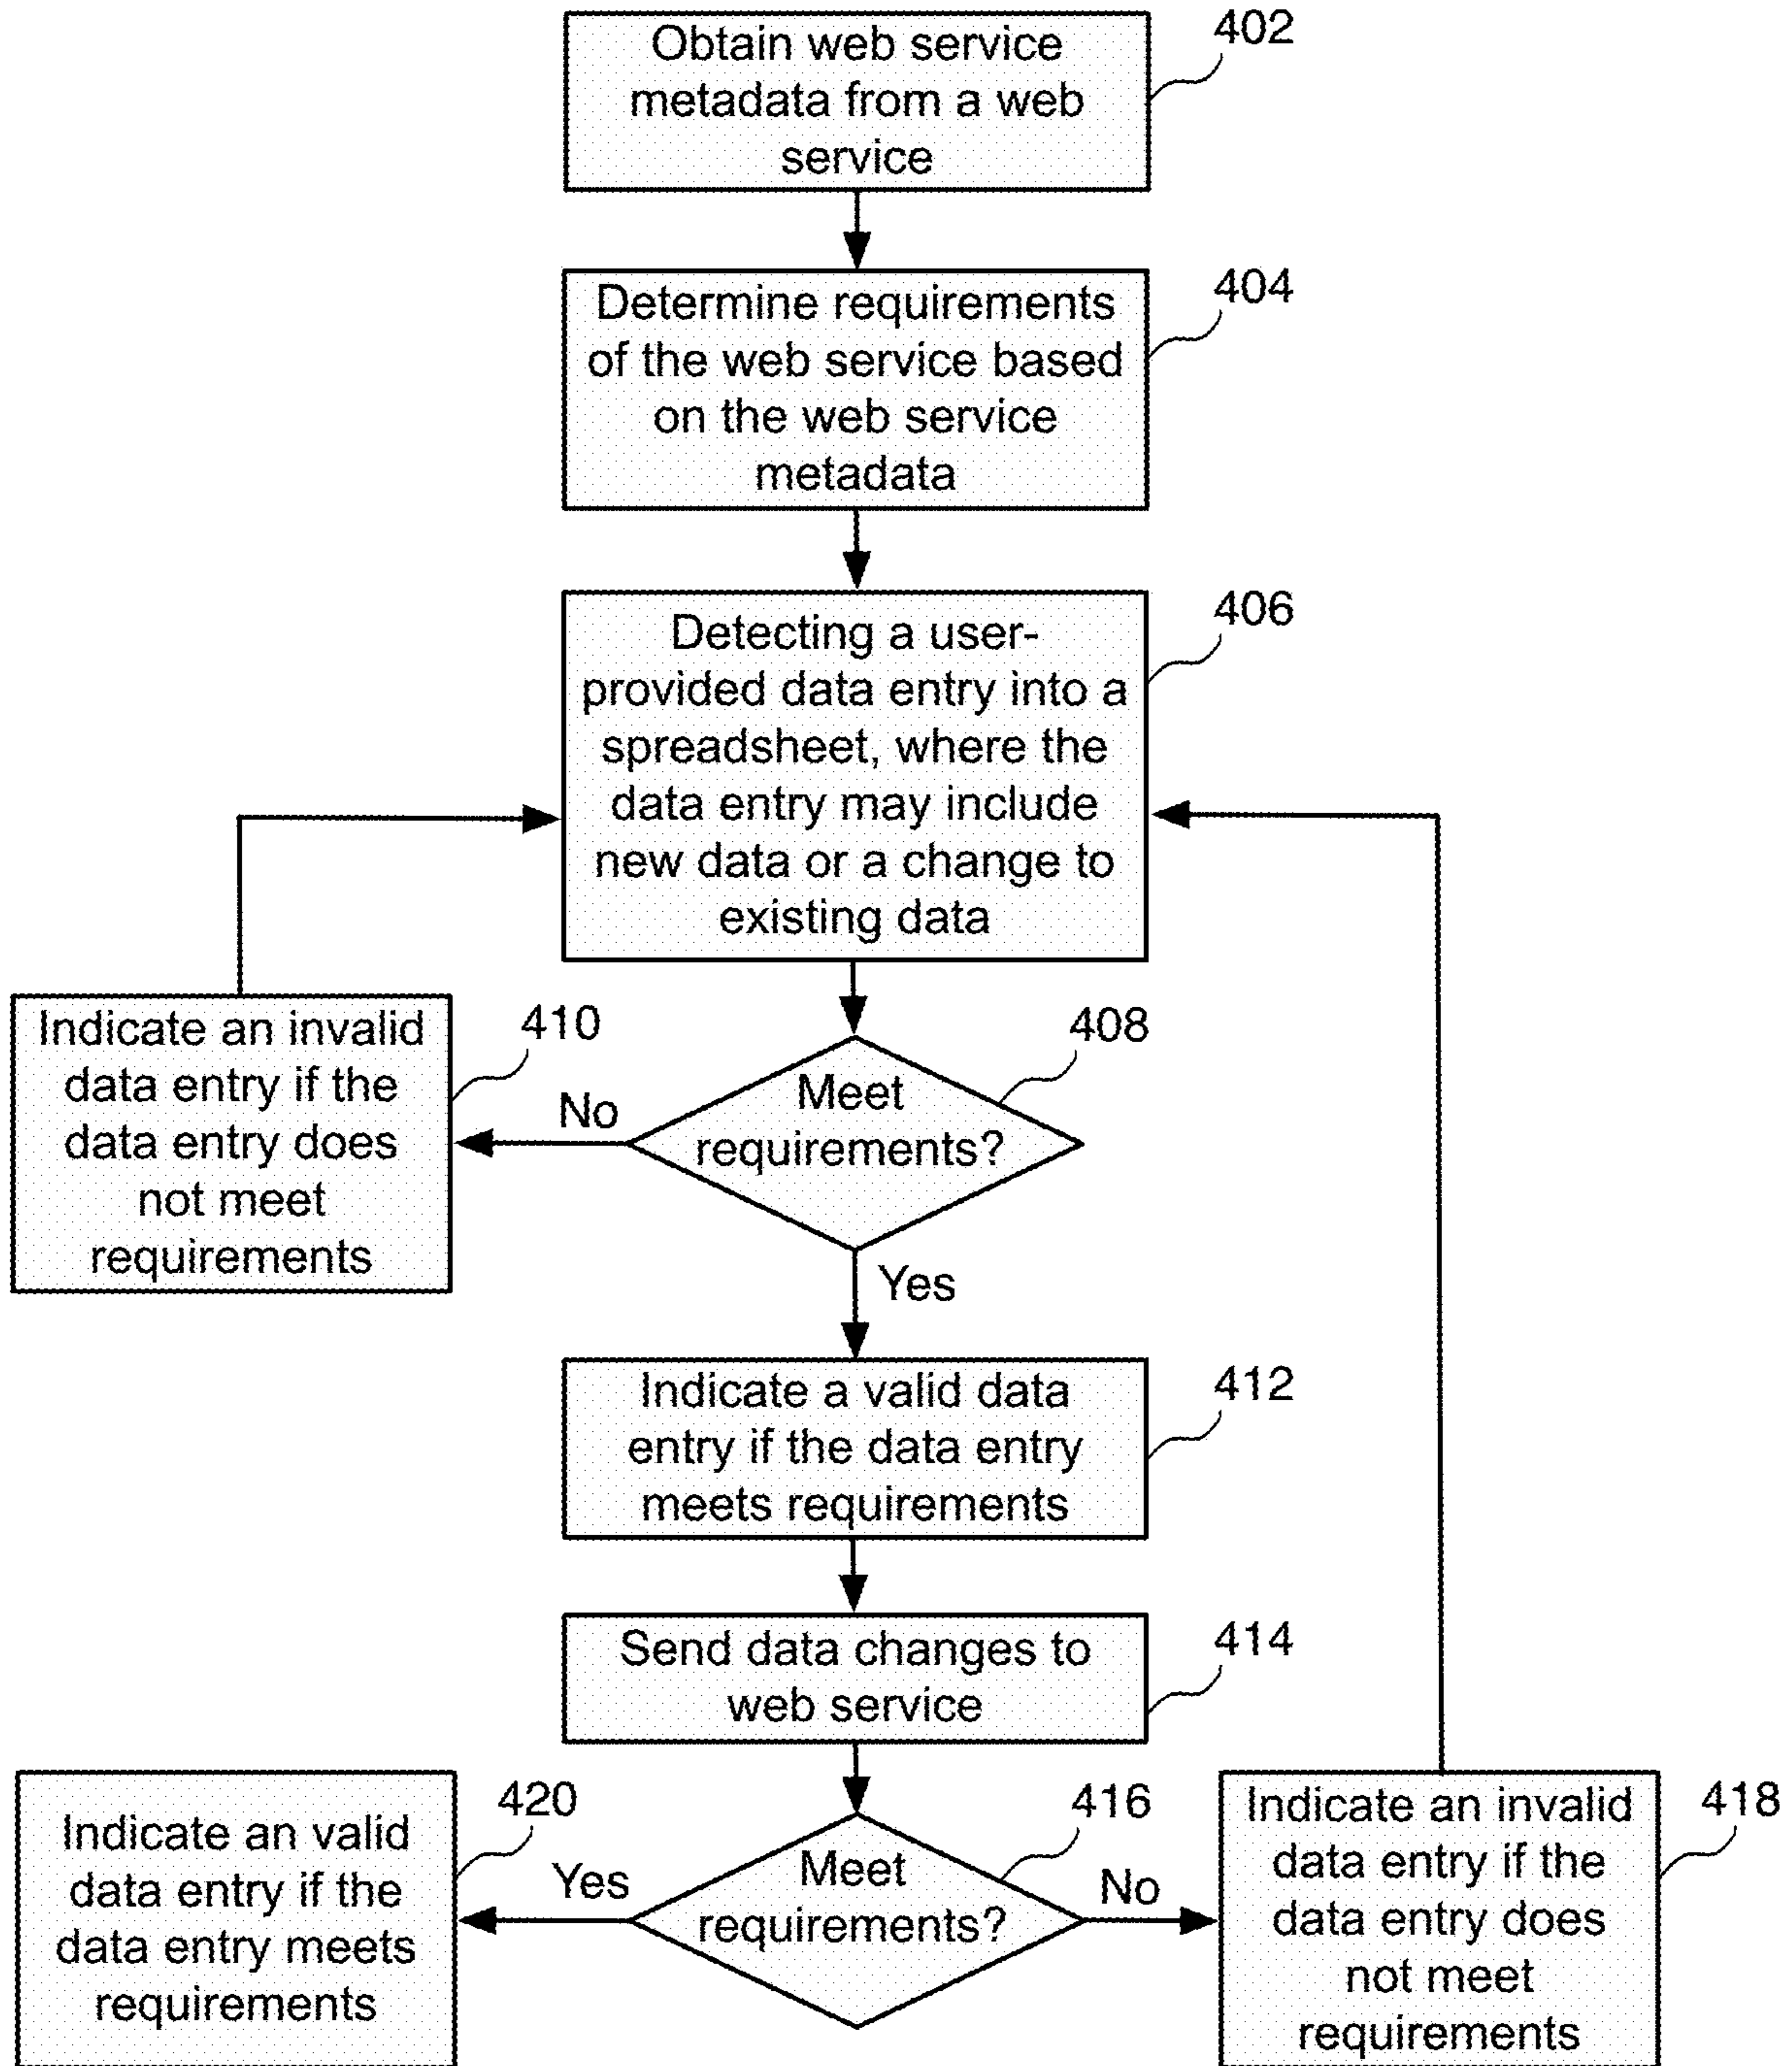 Obtain web service
metadata from a web
service
402
Determine requirements
of the web service based
on the web service
metadata
404
Detecting a user-
provided data entry into a
spreadsheet, where the
data entry may include
new data or a change to
existing data
406
Indicate an invalid
data entry if the
data entry does
not meet
requirements
410
No
Meet
requirements?
408
Yes
Indicate a valid data
entry if the data entry
meets requirements
412
Send data changes to
web service
414
Indicate an valid
data entry if the
data entry meets
requirements
420
Yes
Meet
requirements?
416
No
Indicate an invalid
data entry if the
data entry does
not meet
requirements
418